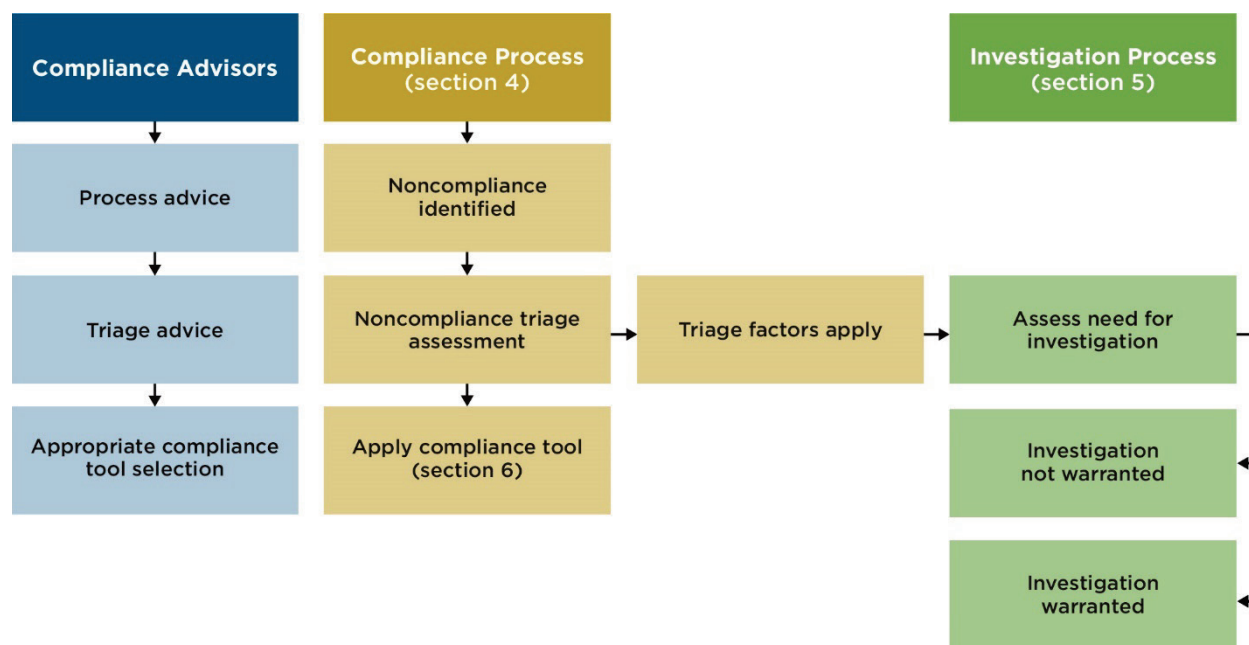 Compliance Advisors
Process advice
Triage advice
Appropriate compliance
tool selection
Compliance Process
(section 4)
Noncompliance
identified
Noncompliance triage
assessment
Apply compliance tool
(section 6)
Triage factors apply
Investigation Process
(section 5)
Assess need for
investigation
Investigation
not warranted
Investigation
warranted